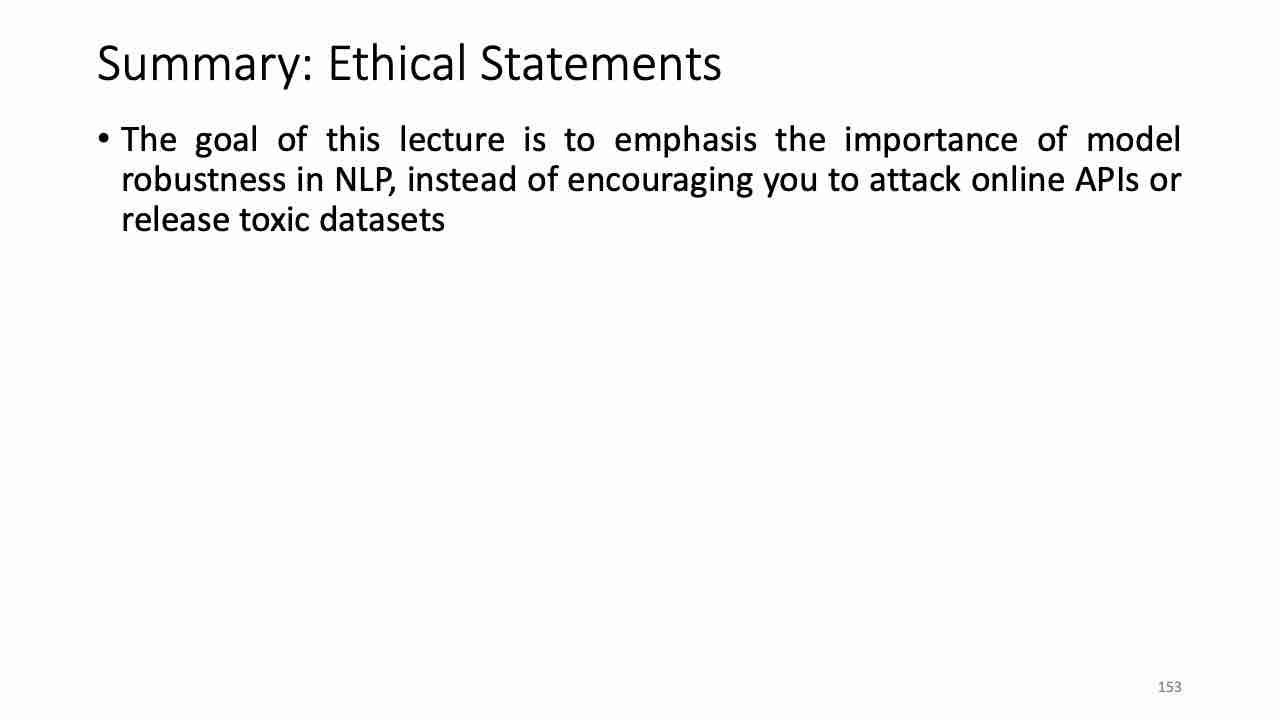 Summary: Ethical Statements
• The goal of this lecture is to emphasis the importance of model
robustness in NLP, instead of encouraging you to attack online APIs or
release toxic datasets
153